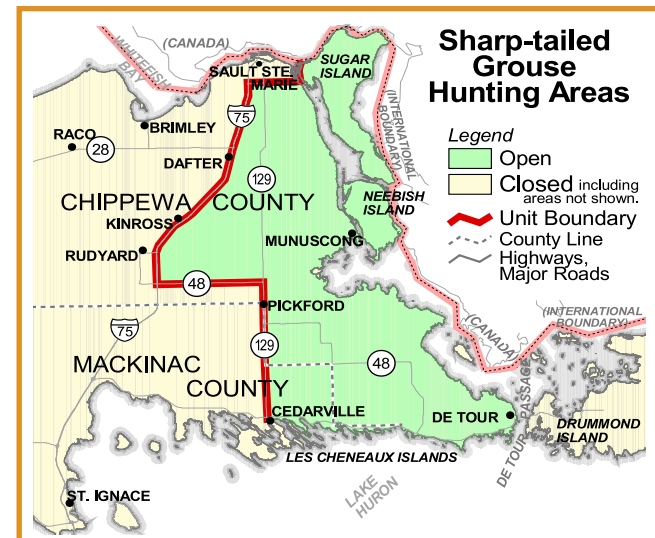 Sharp-tailed
Grouse
Hunting Areas
Legend
Open
Closed including
areas not shown.
Unit Boundary
County Line
Highways,
Major Roads
WHITEFISH
BAY
(CANADA)
SAULT STE.
MARIE
SUGAR
ISLAND
(INTERNATIONAL
BOUNDARY)
75
RACO
BRIMLEY
28
DAFTER
129
CHIPPEWA COUNTY
NEEBISH
ISLAND
KINROSS
MUNUSCONG
RUDYARD
48
PICKFORD
(CANADA)
(INTERNATIONAL
BOUNDARY)
75
129
48
MACKINAC
COUNTY
CEDARVILLE
DE TOUR
DE TOUR PASSAGE
DRUMMOND
ISLAND
LES CHENEAUX ISLANDS
LAKE
HURON
ST. IGNACE